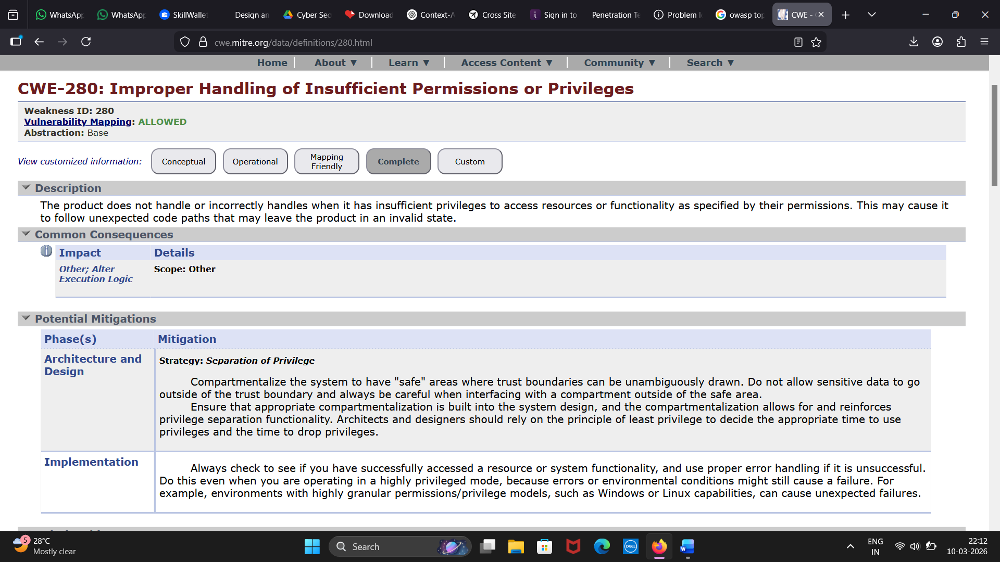 WhatsApp
WhatsApp
SkillWallet
Design an
Cyber Sec
Download
Context-A
Cross Site
Sign in to
Penetration Te
Problem
owasp top
CWE -
cwe.mitre.org/data/definitions/280.html
Home
About ▼
Learn ▼
Access Content ▼
Community ▼
Search ▼
CWE-280: Improper Handling of Insufficient Permissions or Privileges
Weakness ID: 280
Vulnerability Mapping: ALLOWED
Abstraction: Base
View customized information:
Conceptual
Operational
Mapping
Friendly
Complete
Custom
Description
The product does not handle or incorrectly handles when it has insufficient privileges to access resources or functionality as specified by their permissions. This may cause it
to follow unexpected code paths that may leave the product in an invalid state.
Common Consequences
Impact
Details
Other; Alter
Execution Logic
Scope: Other
Potential Mitigations
Phase(s)
Mitigation
Architecture and
Design
Strategy: Separation of Privilege
Compartmentalize the system to have "safe" areas where trust boundaries can be unambiguously drawn. Do not allow sensitive data to go
outside of the trust boundary and always be careful when interfacing with a compartment outside of the safe area.
Ensure that appropriate compartmentalization is built into the system design, and the compartmentalization allows for and reinforces
privilege separation functionality. Architects and designers should rely on the principle of least privilege to decide the appropriate time to use
privileges and the time to drop privileges.
Implementation
Always check to see if you have successfully accessed a resource or system functionality, and use proper error handling if it is unsuccessful.
Do this even when you are operating in a highly privileged mode, because errors or environmental conditions might still cause a failure. For
example, environments with highly granular permissions/privilege models, such as Windows or Linux capabilities, can cause unexpected failures.
5
28°C
Mostly clear
Search
DELL
W
ENG
IN
22:12
10-03-2026